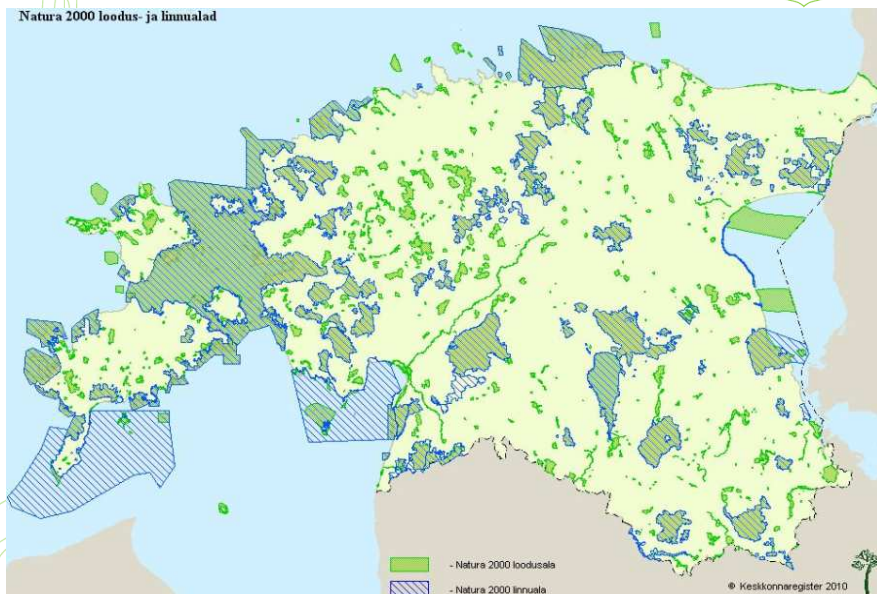 Natura 2000 loodus- ja linnualad
- Natura 2000 loodusala
- Natura 2000 linnuala
© Keskkonnaregister 2010